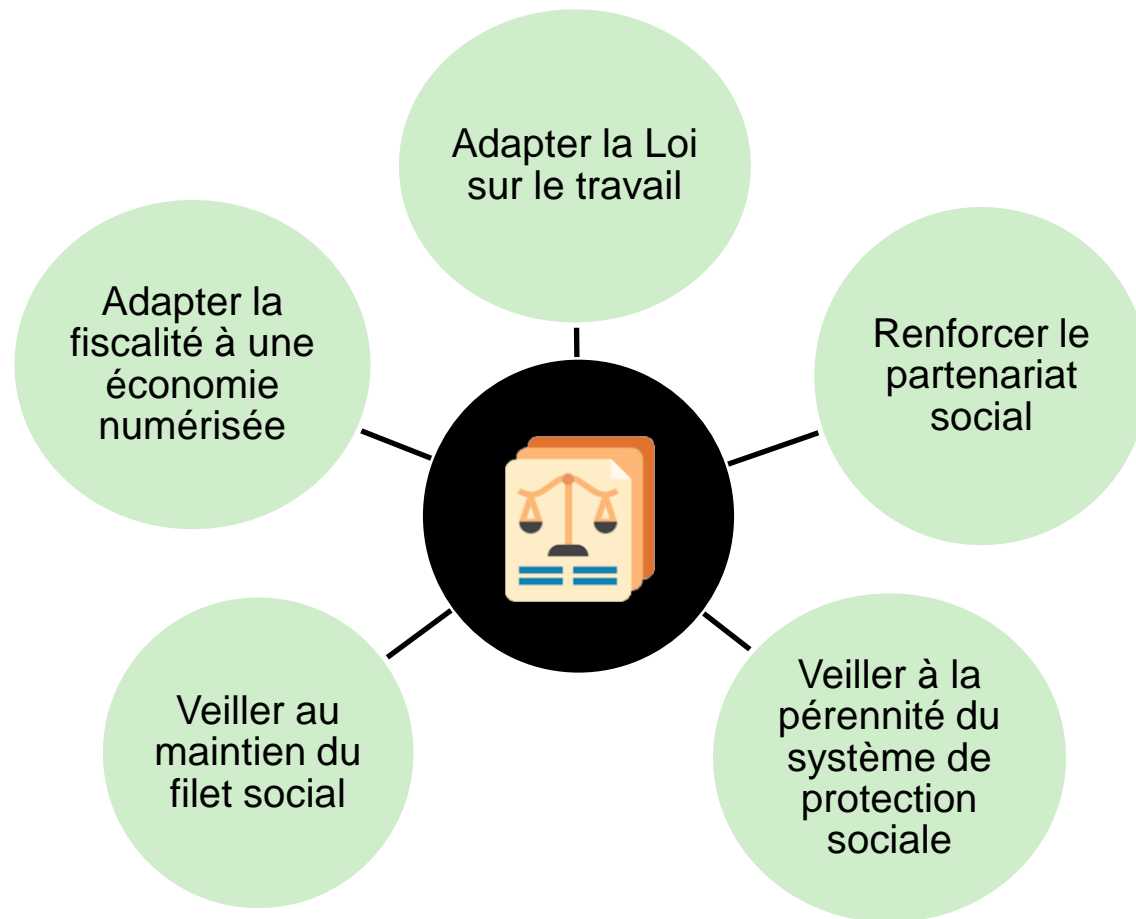 Adapter la Loi
sur le travail
Adapter la
fiscalité à une
économie
numérisée
Renforcer le
partenariat
social
Veiller au
maintien du
filet social
Veiller à la
pérennité du
système de
protection
sociale